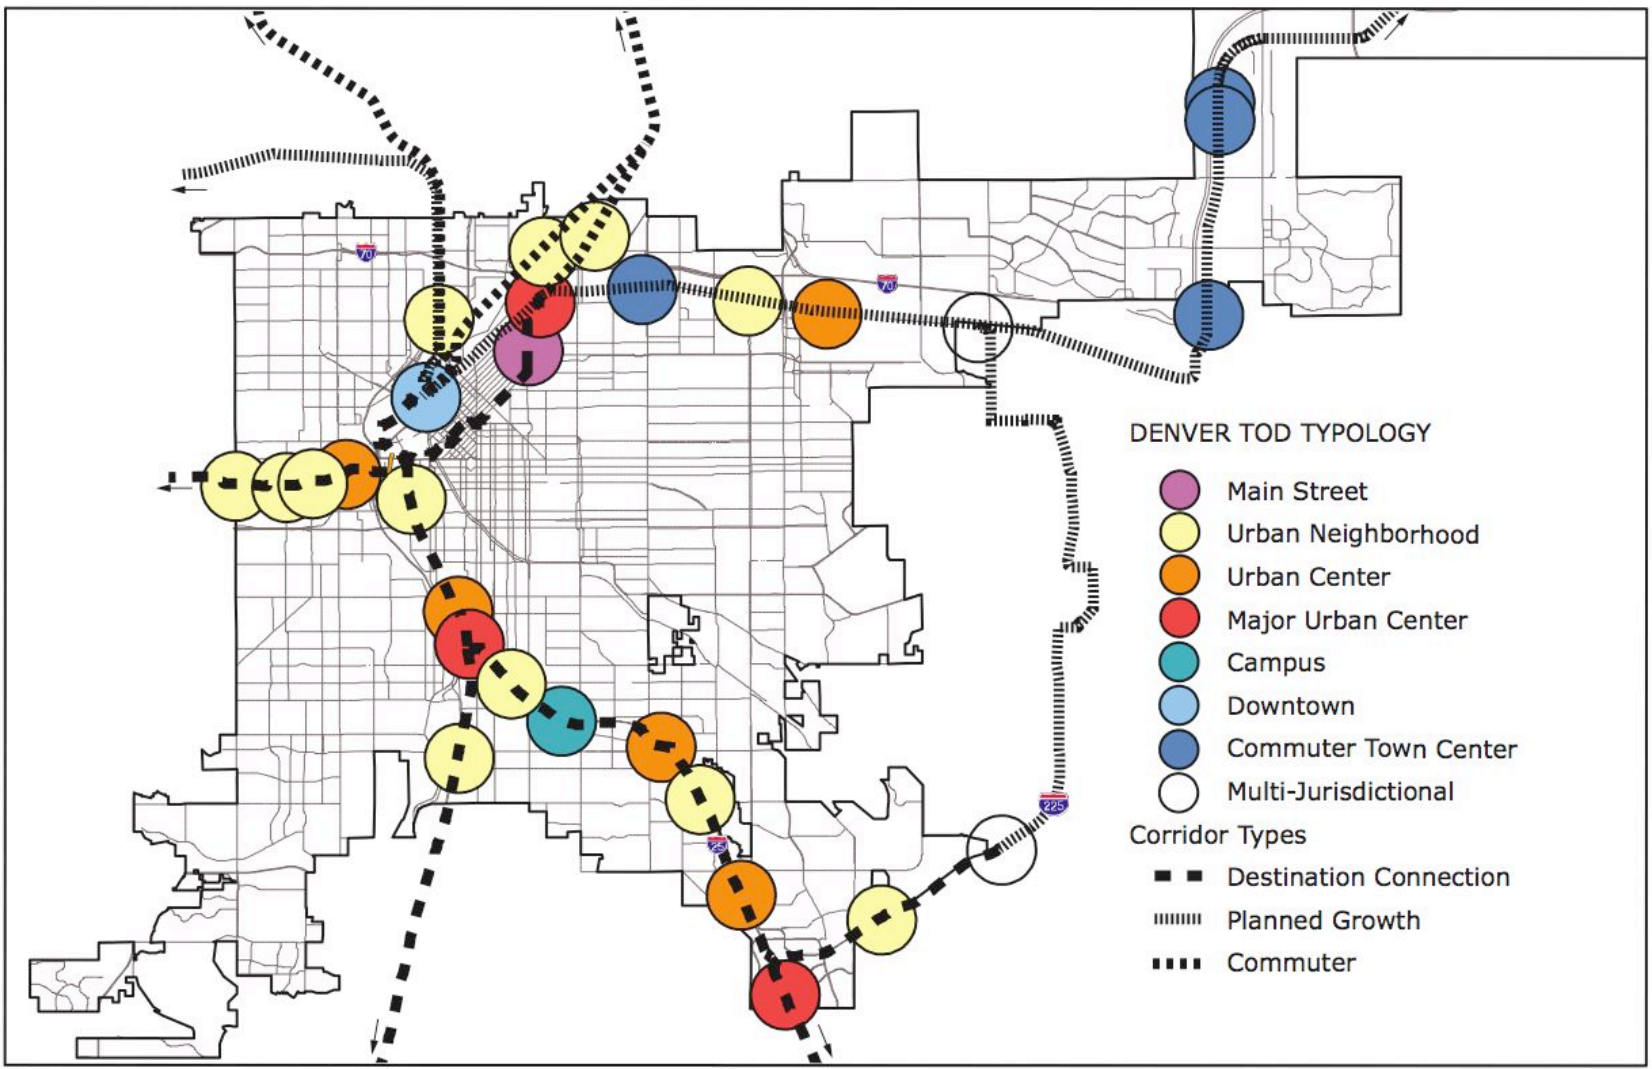 70
70
DENVER TOD TYPOLOGY
Main Street
Urban Neighborhood
Urban Center
Major Urban Center
Campus
Downtown
Commuter Town Center
Multi-Jurisdictional
225
Corridor Types
25
Destination Connection
Planned Growth
Commuter